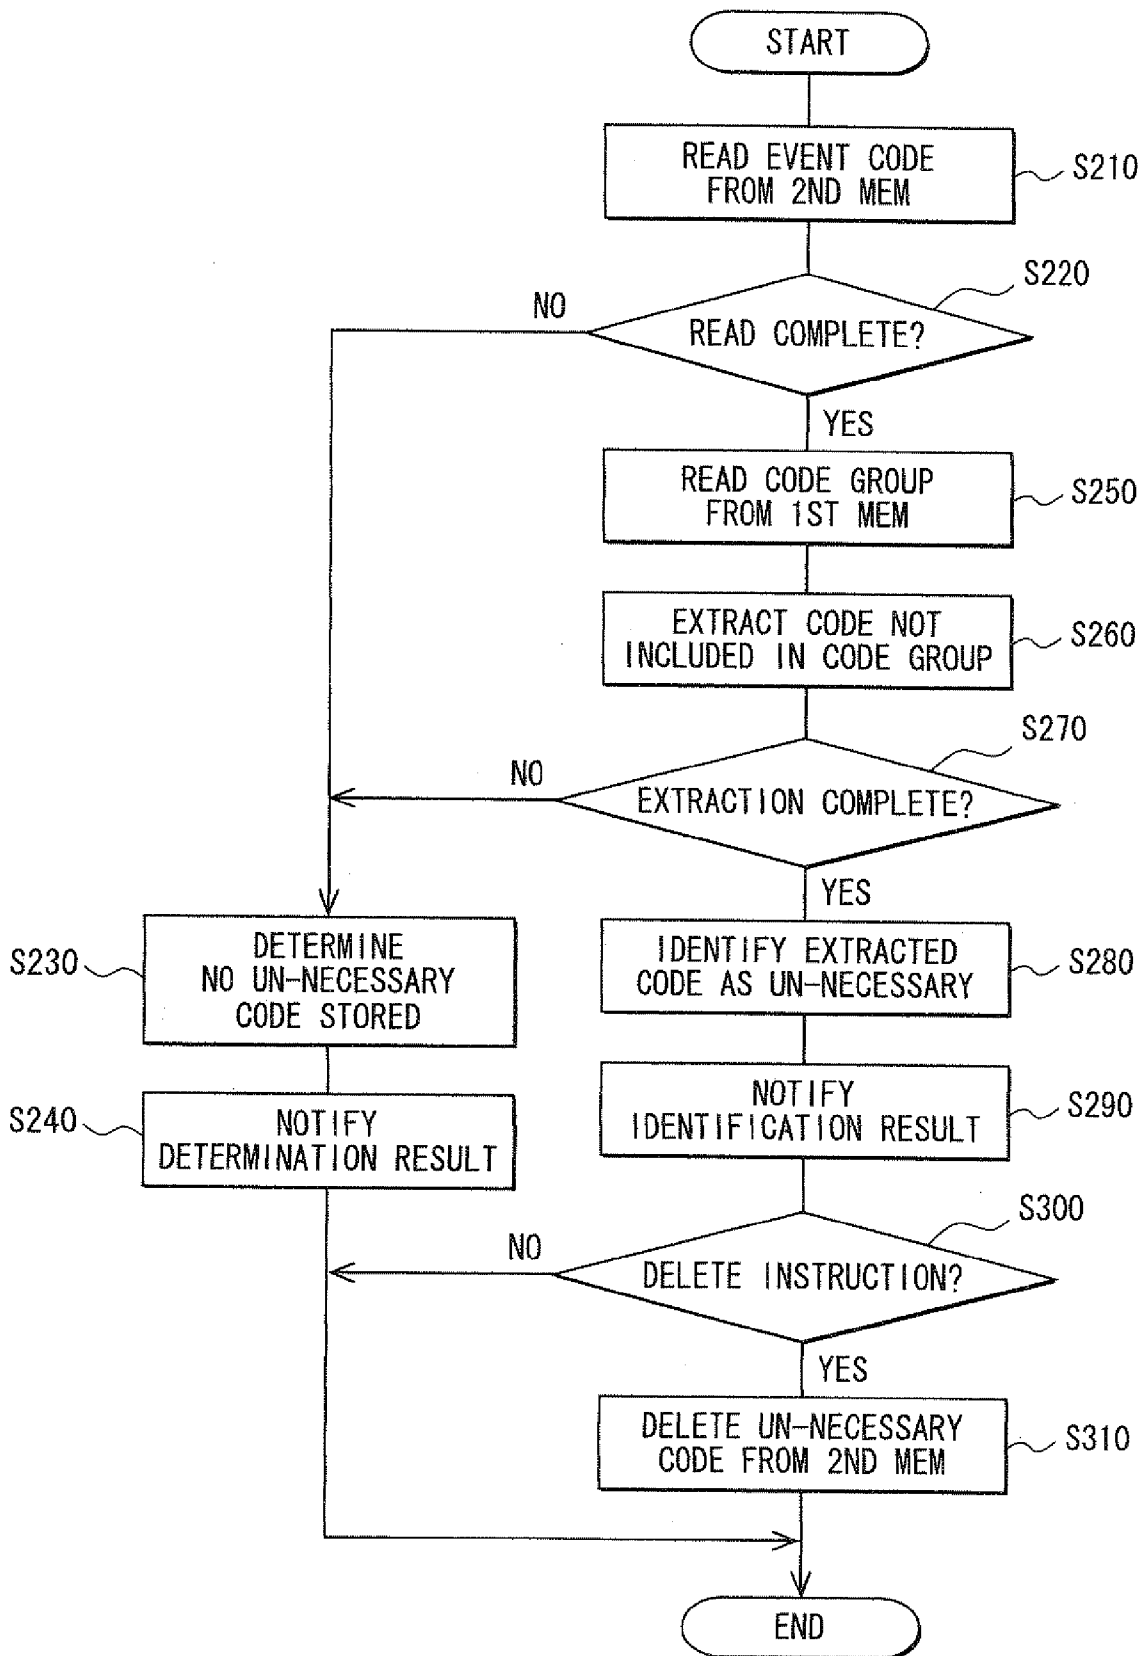 START
READ EVENT CODE
FROM 2ND MEM
S210
S220
NO
READ COMPLETE?
YES
READ CODE GROUP
FROM 1ST MEM
S250
EXTRACT CODE NOT
INCLUDED IN CODE GROUP
S260
S270
NO
EXTRACTION COMPLETE?
YES
S230
DETERMINE
NO UN-NECESSARY
CODE STORED
IDENTIFY EXTRACTED
CODE AS UN-NECESSARY
S280
S240
NOTIFY
DETERMINATION RESULT
NOTIFY
IDENTIFICATION RESULT
S290
S300
NO
DELETE INSTRUCTION?
YES
DELETE UN-NECESSARY
CODE FROM 2ND MEM
S310
END